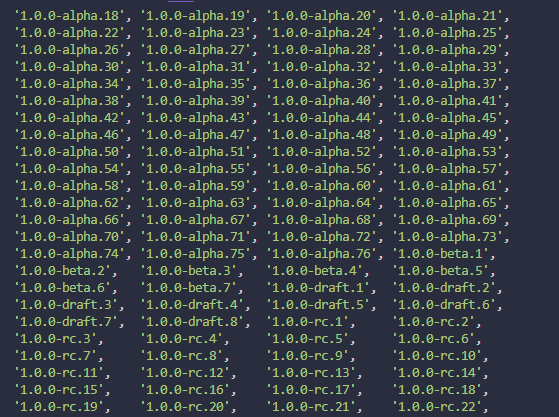 '1.0.0-alpha.18', '1.0.0-alpha.19', '1.0.0-alpha.20', '1.0.0-alpha.21',
'1.0.0-alpha.22', '1.0.0-alpha.23', '1.0.0-alpha.24', '1.0.0-alpha.25',
'1.0.0-alpha.26', '1.0.0-alpha.27', '1.0.0-alpha.28', '1.0.0-alpha.29',
'1.0.0-alpha.30', '1.0.0-alpha.31', '1.0.0-alpha.32', '1.0.0-alpha.33',
'1.0.0-alpha.34', '1.0.0-alpha.35', '1.0.0-alpha.36', '1.0.0-alpha.37',
'1.0.0-alpha.38', '1.0.0-alpha.39', '1.0.0-alpha.40', '1.0.0-alpha.41',
'1.0.0-alpha.42', '1.0.0-alpha.43', '1.0.0-alpha.44', '1.0.0-alpha.45',
'1.0.0-alpha.46', '1.0.0-alpha.47', '1.0.0-alpha.48', '1.0.0-alpha.49',
'1.0.0-alpha.50', '1.0.0-alpha.51', '1.0.0-alpha.52', '1.0.0-alpha.53',
'1.0.0-alpha.54', '1.0.0-alpha.55', '1.0.0-alpha.56', '1.0.0-alpha.57',
'1.0.0-alpha.58', '1.0.0-alpha.59', '1.0.0-alpha.60', '1.0.0-alpha.61',
'1.0.0-alpha.62', '1.0.0-alpha.63', '1.0.0-alpha.64', '1.0.0-alpha.65',
'1.0.0-alpha.66', '1.0.0-alpha.67', '1.0.0-alpha.68', '1.0.0-alpha.69',
'1.0.0-alpha.70', '1.0.0-alpha.71', '1.0.0-alpha.72', '1.0.0-alpha.73',
'1.0.0-alpha.74', '1.0.0-alpha.75', '1.0.0-alpha.76', '1.0.0-beta.1',
'1.0.0-beta.2', '1.0.0-beta.3', '1.0.0-beta.4', '1.0.0-beta.5',
'1.0.0-beta.6', '1.0.0-beta.7', '1.0.0-draft.1', '1.0.0-draft.2',
'1.0.0-draft.3', '1.0.0-draft.4', '1.0.0-draft.5', '1.0.0-draft.6',
'1.0.0-draft.7', '1.0.0-draft.8', '1.0.0-rc.1', '1.0.0-rc.2',
'1.0.0-rc.3', '1.0.0-rc.4', '1.0.0-rc.5', '1.0.0-rc.6',
'1.0.0-rc.7', '1.0.0-rc.8', '1.0.0-rc.9', '1.0.0-rc.10',
'1.0.0-rc.11', '1.0.0-rc.12', '1.0.0-rc.13', '1.0.0-rc.14',
'1.0.0-rc.15', '1.0.0-rc.16', '1.0.0-rc.17', '1.0.0-rc.18',
'1.0.0-rc.19', '1.0.0-rc.20', '1.0.0-rc.21', '1.0.0-rc.22'